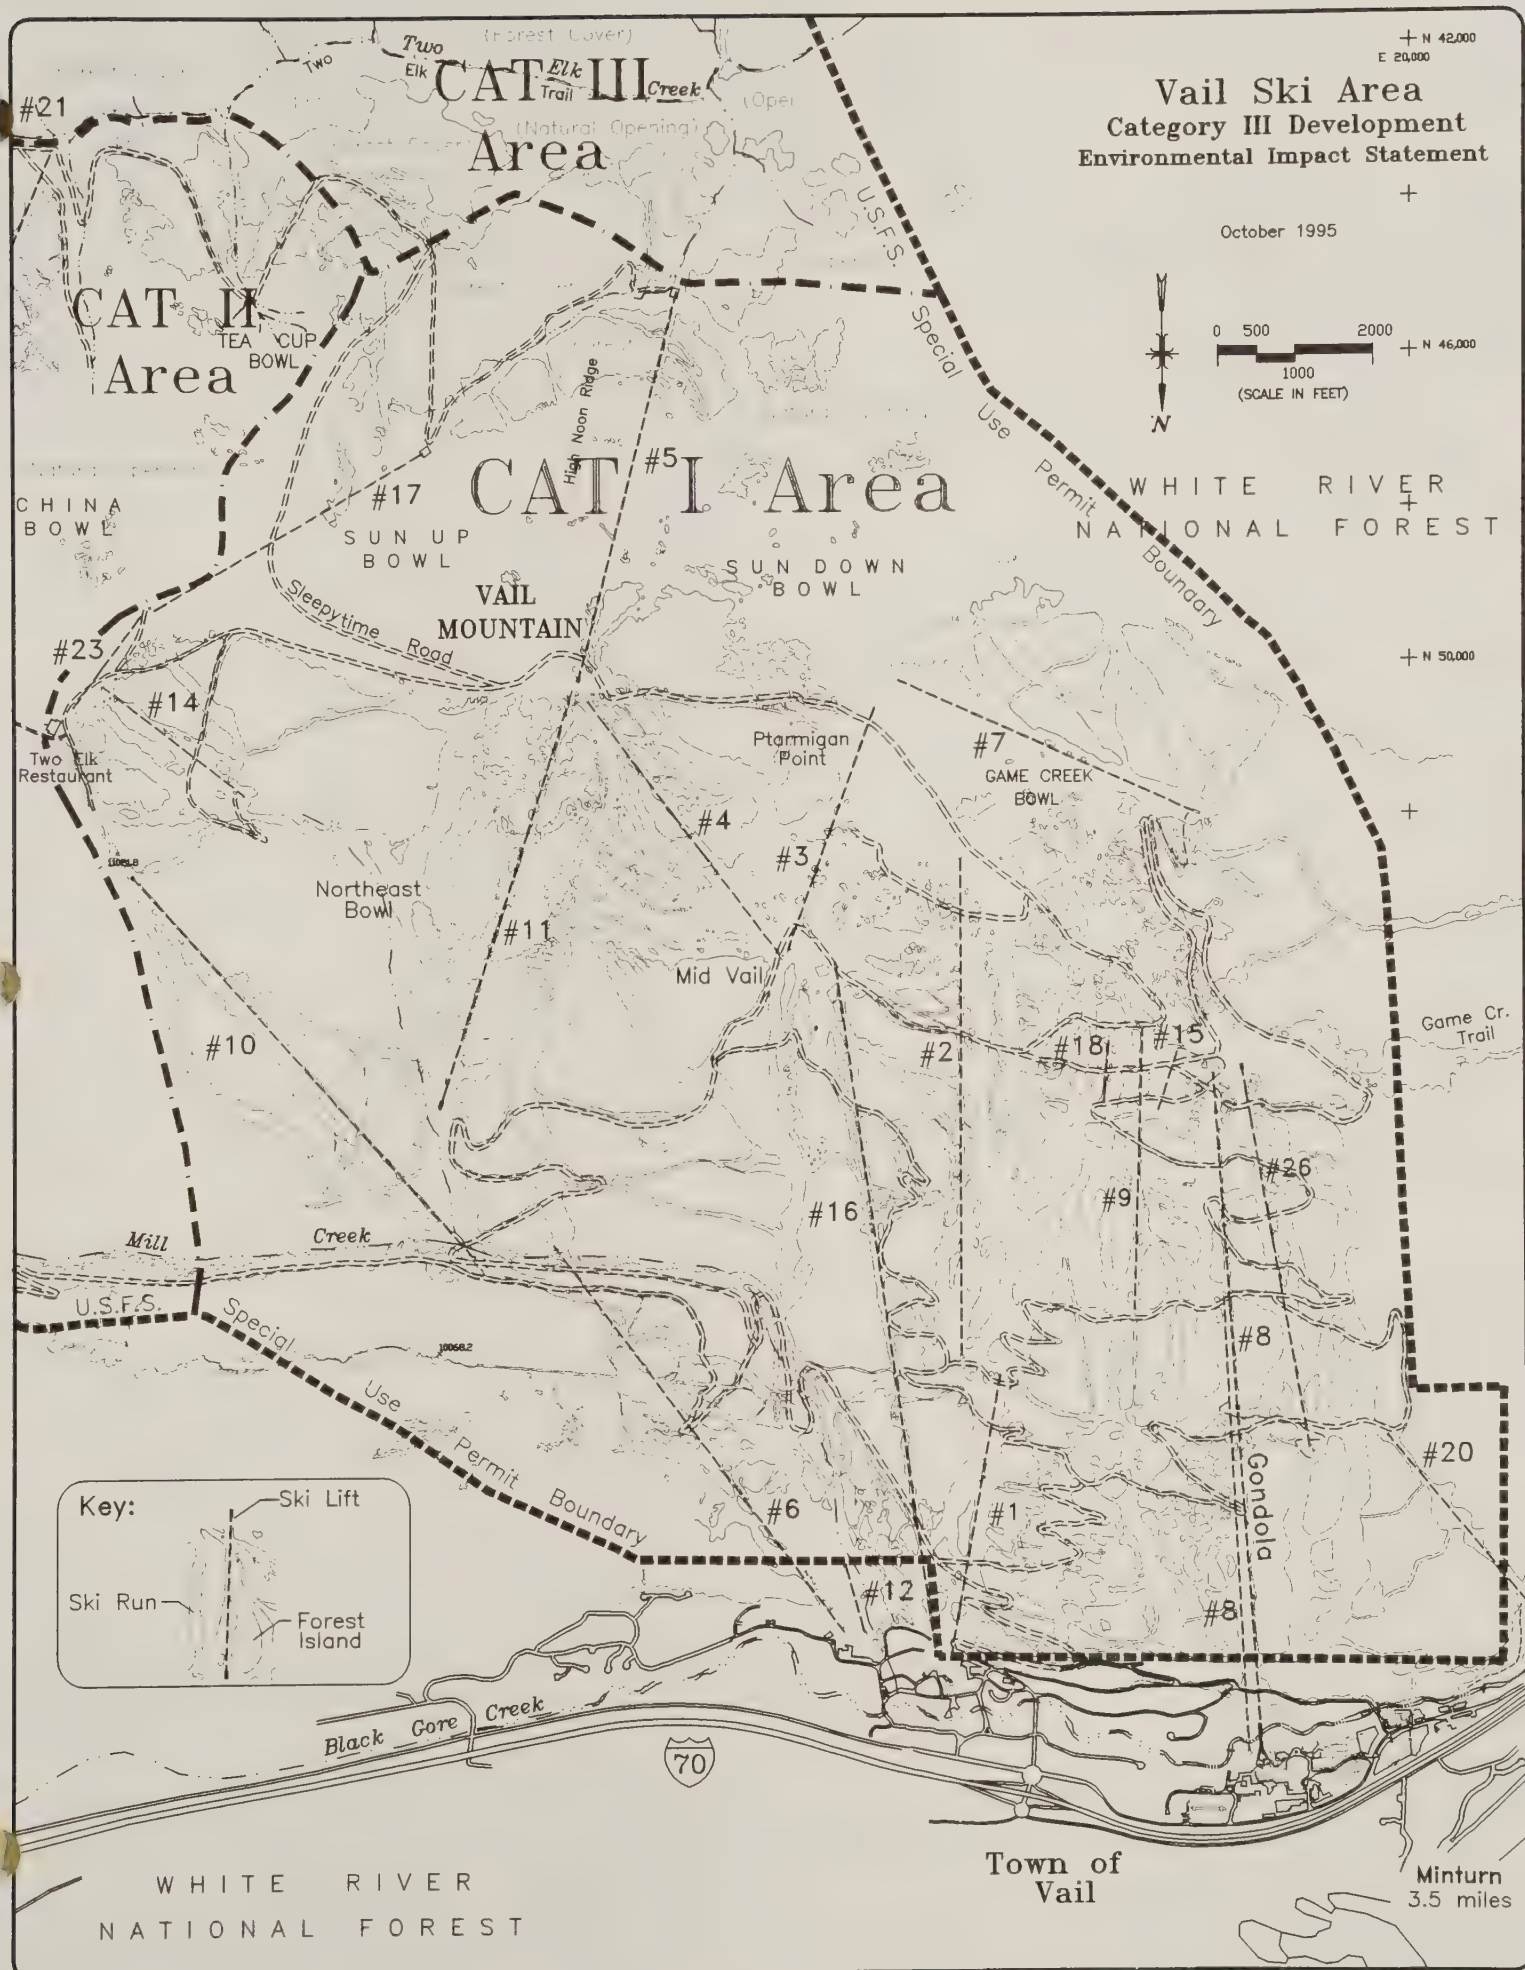 (Forest Cover)
Two
Two
Elk
CAT III
Elk
Trail
Creek
(Natural Opening)
Area
#21
N 42,000
E 20,000
Vail Ski Area
Category III Development
Environmental Impact Statement
October 1995
0 500 2000
1000
(SCALE IN FEET)
N
N 46,000
U.S.F.S.
Special
Use
Permit
Boundary
CAT II
Area
TEA CUP
BOWL
High Noon Ridge
#5
CAT I Area
#17
CHINA
BOWL
SUN UP
BOWL
SUN DOWN
BOWL
WHITE RIVER
NATIONAL FOREST
VAIL
MOUNTAIN
Sleepytime Road
N 50,000
#23
#14
Two Elk
Restaurant
Ptarmigan
Point
#7
GAME CREEK
BOWL
#4
#3
Northeast
Bowl
#11
Mid Vail
#10
#2
#18
#15
Game Cr.
Trail
#26
#9
#16
Mill Creek
U.S.F.S.
Special
Use
Permit
Boundary
10068.2
#8
#20
Gondola
#6
#1
#12
#8
Key:
Ski Lift
Ski Run
Forest
Island
Black Gore Creek
70
Town of
Vail
Minturn
3.5 miles
WHITE RIVER
NATIONAL FOREST